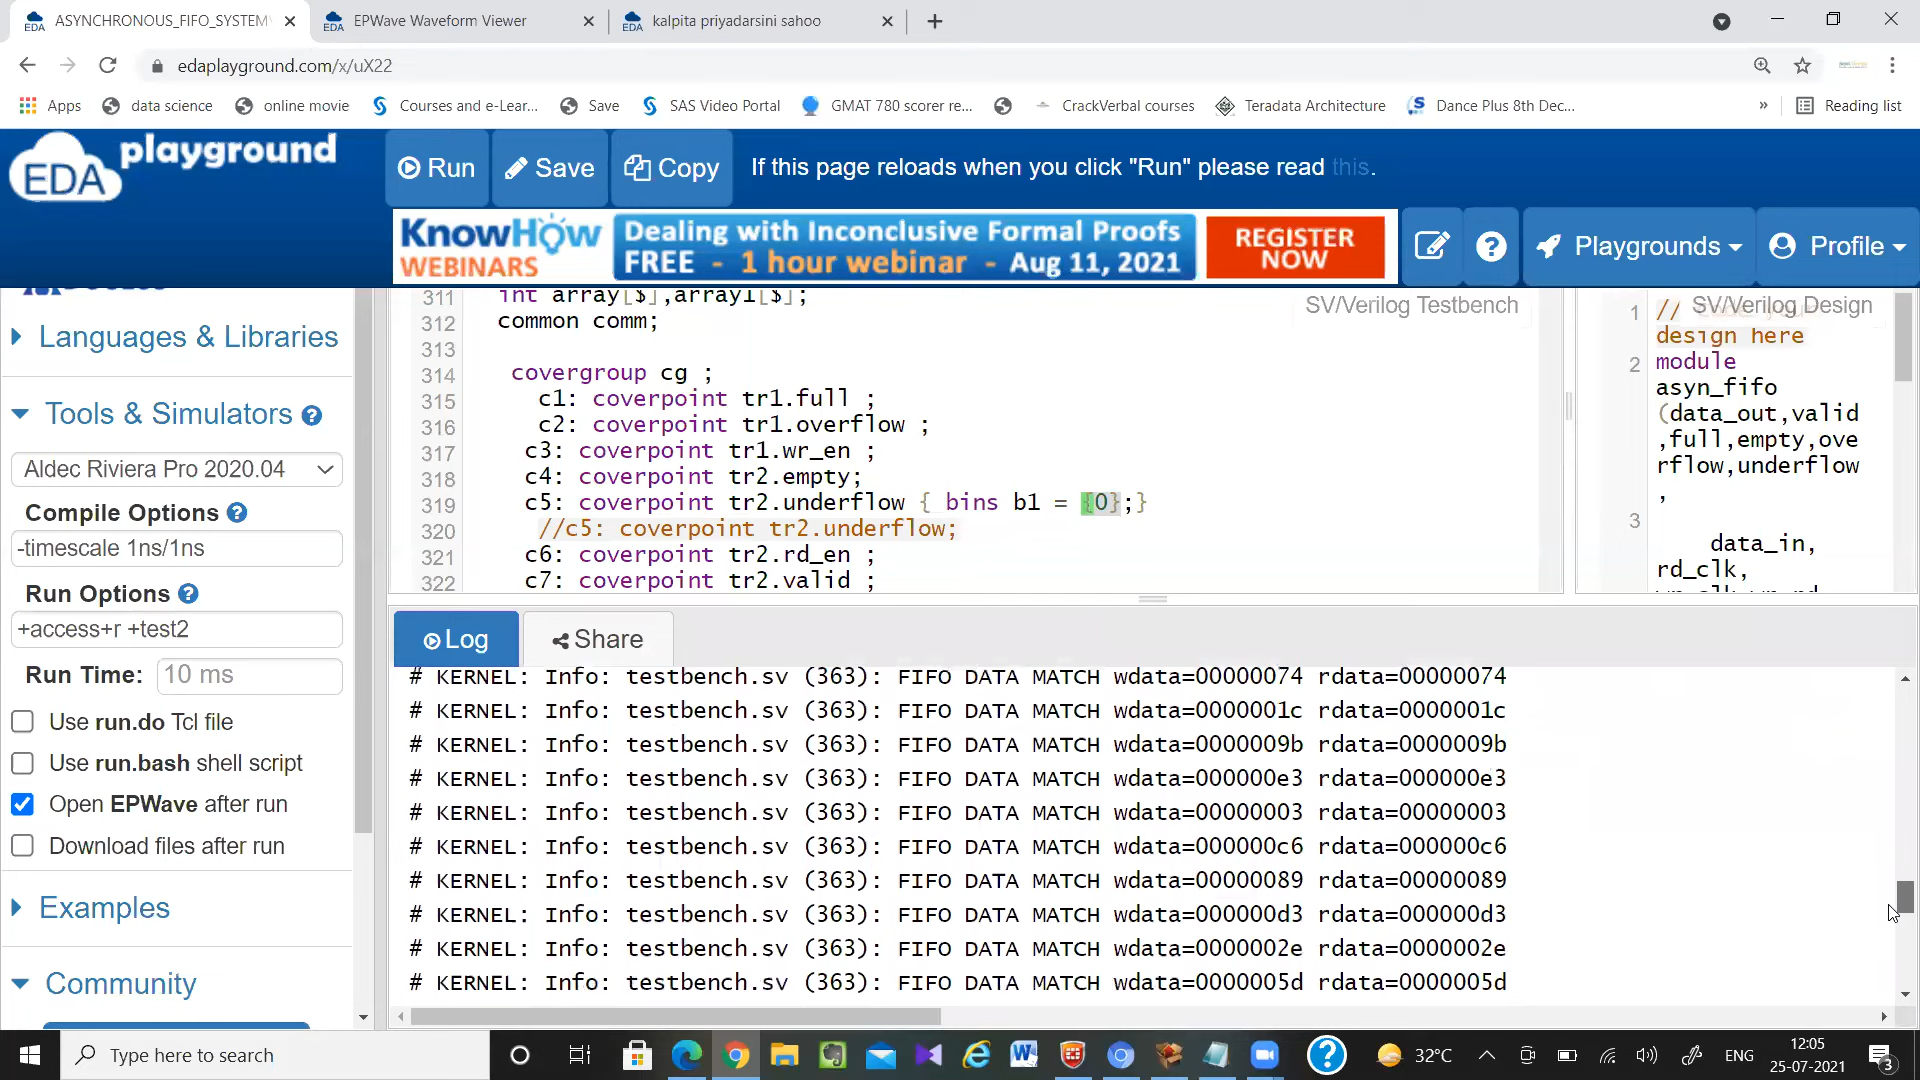 ASYNCHRONOUS_FIFO_SYSTEM
EPWave Waveform Viewer
kalpita priyadarsini sahoo
edaplayground.com/x/uX22
Apps
data science
online movie
Courses and e-Lear...
Save
SAS Video Portal
GMAT 780 scorer re...
CrackVerbal courses
Teradata Architecture
Dance Plus 8th Dec...
»
Reading list
EDA playground
Run
Save
Copy
If this page reloads when you click "Run" please read this.
KnowHow
WEBINARS
Dealing with Inconclusive Formal Proofs
FREE - 1 hour webinar - Aug 11, 2021
REGISTER
NOW
Playgrounds
Profile
Languages & Libraries
Tools & Simulators
Aldec Riviera Pro 2020.04
Compile Options
-timescale 1ns/1ns
Run Options
+access+r +test2
Run Time: 10 ms
Use run.do Tcl file
Use run.bash shell script
Open EPWave after run
Download files after run
Examples
Community
SV/Verilog Testbench
311 int array[$],array1[$];
312 common comm;
313
314 covergroup cg ;
315 c1: coverpoint tr1.full ;
316 c2: coverpoint tr1.overflow ;
317 c3: coverpoint tr1.wr_en ;
318 c4: coverpoint tr2.empty;
319 c5: coverpoint tr2.underflow { bins b1 = {0};}
320 //c5: coverpoint tr2.underflow;
321 c6: coverpoint tr2.rd_en ;
322 c7: coverpoint tr2.valid ;
SV/Verilog Design
1 //
design here
2 module
asyn_fifo
(data_out,valid
,full,empty,ove
rflow,underflow
,
3
data_in,
rd_clk,
Log
Share
# KERNEL: Info: testbench.sv (363): FIFO DATA MATCH wdata=00000074 rdata=00000074
# KERNEL: Info: testbench.sv (363): FIFO DATA MATCH wdata=0000001c rdata=0000001c
# KERNEL: Info: testbench.sv (363): FIFO DATA MATCH wdata=0000009b rdata=0000009b
# KERNEL: Info: testbench.sv (363): FIFO DATA MATCH wdata=000000e3 rdata=000000e3
# KERNEL: Info: testbench.sv (363): FIFO DATA MATCH wdata=00000003 rdata=00000003
# KERNEL: Info: testbench.sv (363): FIFO DATA MATCH wdata=000000c6 rdata=000000c6
# KERNEL: Info: testbench.sv (363): FIFO DATA MATCH wdata=00000089 rdata=00000089
# KERNEL: Info: testbench.sv (363): FIFO DATA MATCH wdata=000000d3 rdata=000000d3
# KERNEL: Info: testbench.sv (363): FIFO DATA MATCH wdata=0000002e rdata=0000002e
# KERNEL: Info: testbench.sv (363): FIFO DATA MATCH wdata=0000005d rdata=0000005d
Type here to search
32°C
ENG
12:05
25-07-2021
3